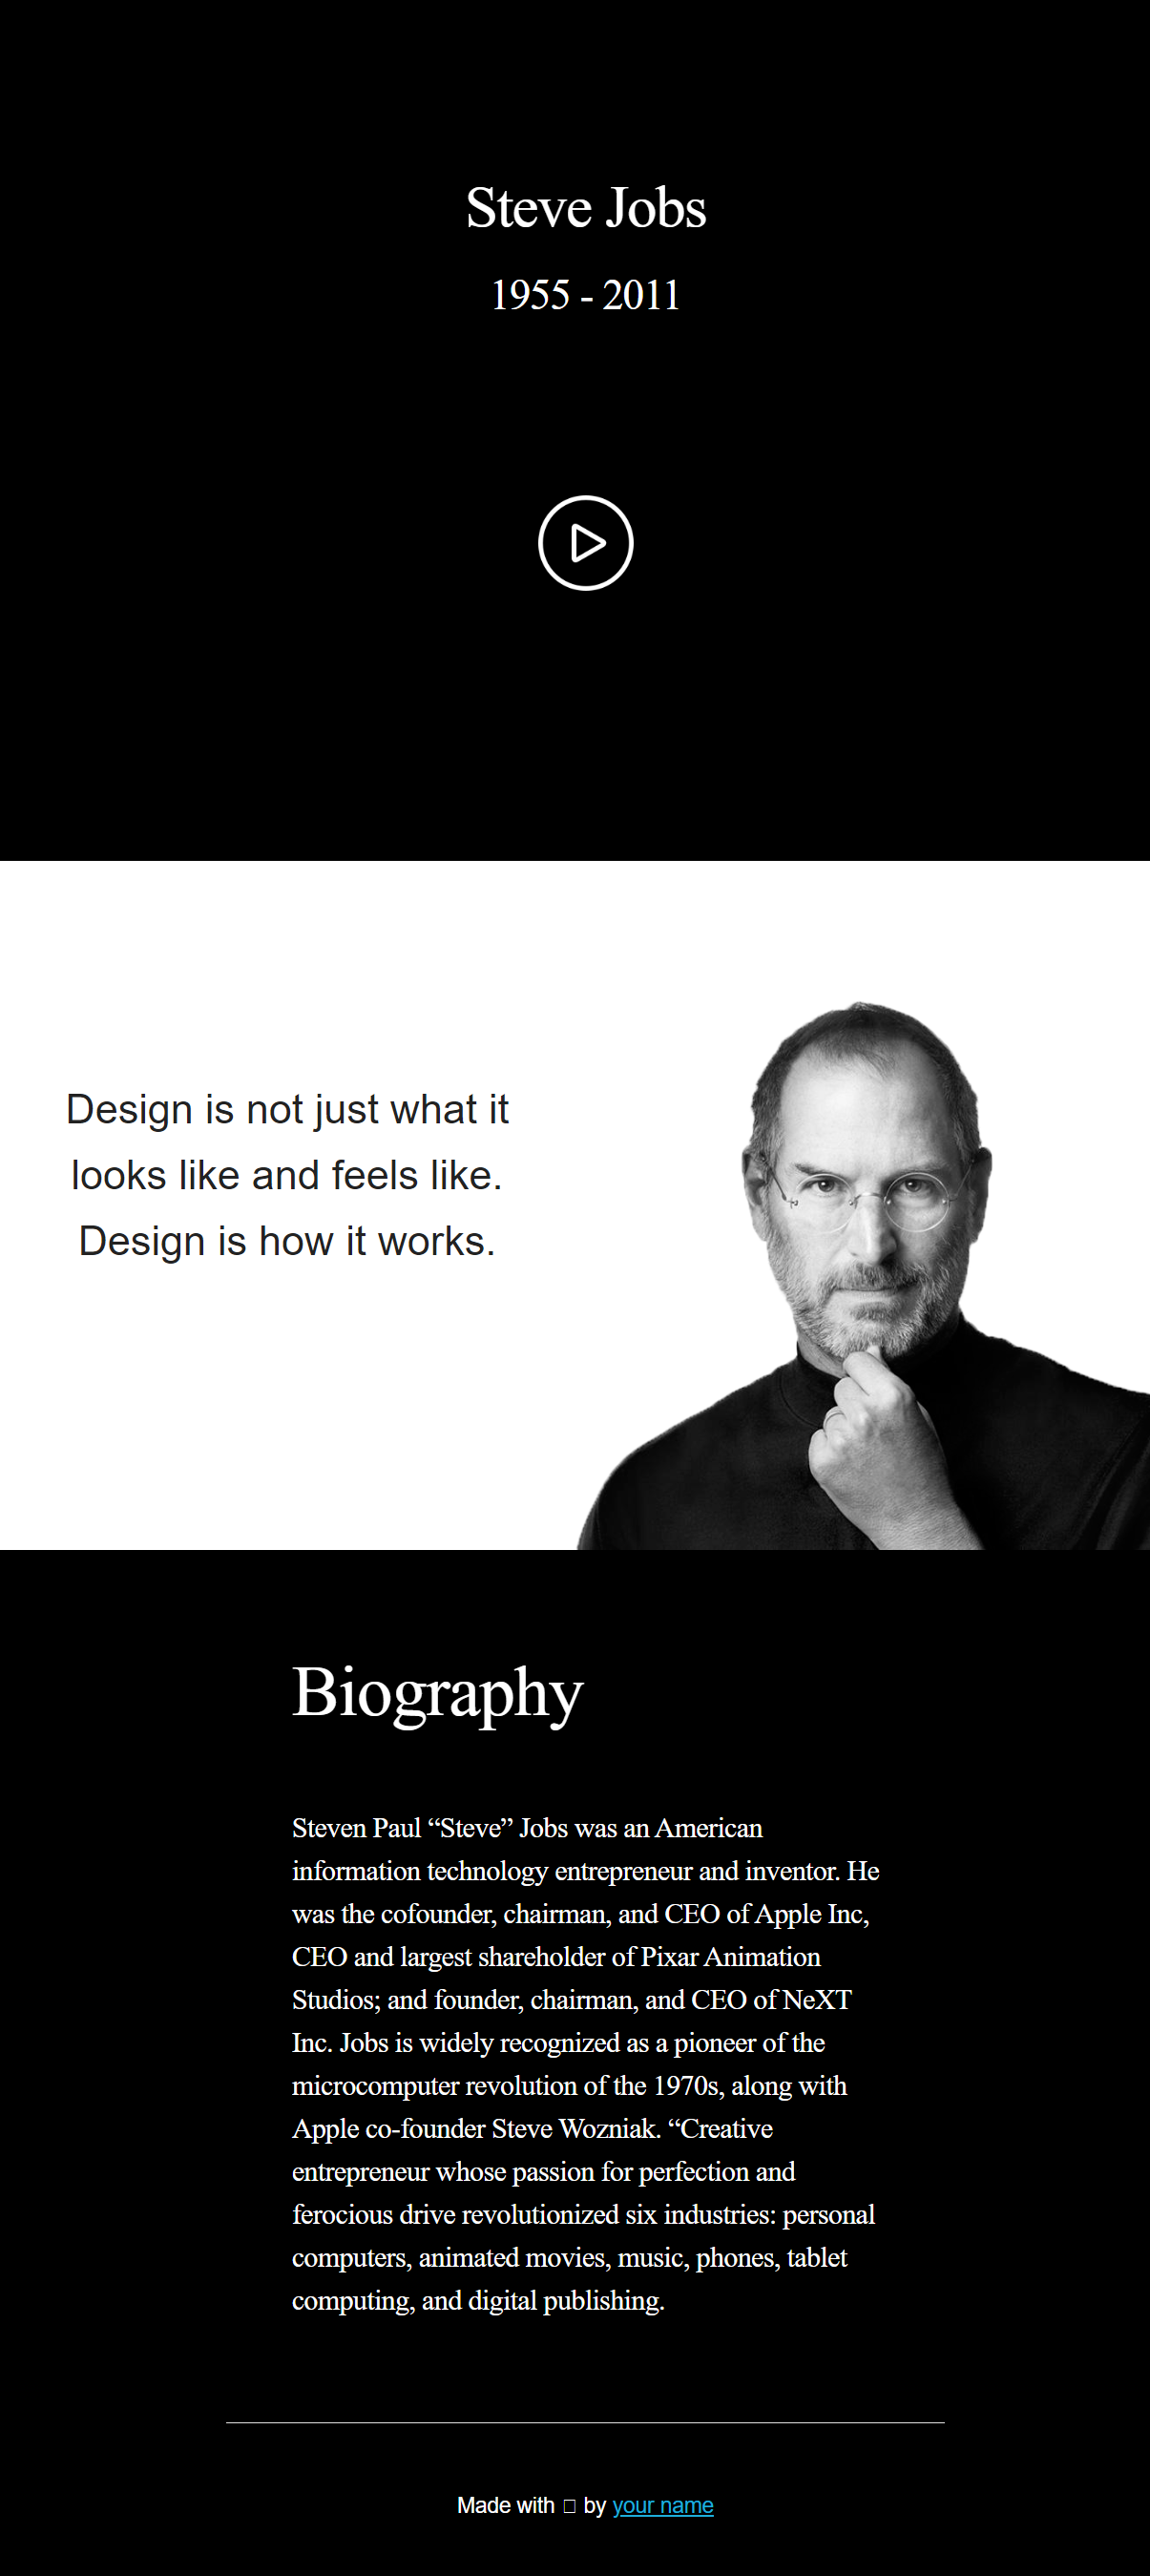 Steve Jobs
1955 - 2011
Design is not just what it
looks like and feels like.
Design is how it works.
Biography
Steven Paul “Steve” Jobs was an American
information technology entrepreneur and inventor. He
was the cofounder, chairman, and CEO of Apple Inc,
CEO and largest shareholder of Pixar Animation
Studios; and founder, chairman, and CEO of NeXT
Inc. Jobs is widely recognized as a pioneer of the
microcomputer revolution of the 1970s, along with
Apple co-founder Steve Wozniak. “Creative
entrepreneur whose passion for perfection and
ferocious drive revolutionized six industries: personal
computers, animated movies, music, phones, tablet
computing, and digital publishing.
Made with ▯ by your name